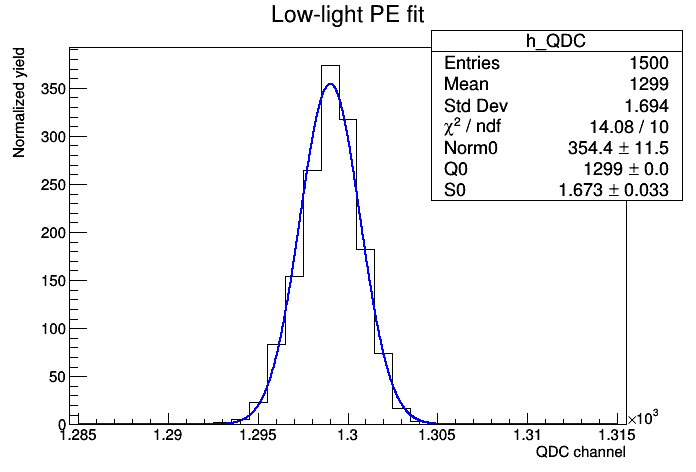 Low-light PE fit
h_QDC
Entries 1500
Mean 1299
Std Dev 1.694
χ² / ndf 14.08 / 10
Norm0 354.4 ± 11.5
Q0 1299 ± 0.0
S0 1.673 ± 0.033
Normalized yield
350
300
250
200
150
100
50
0
1.285 1.29 1.295 1.3 1.305 1.31 1.315
×10³
QDC channel